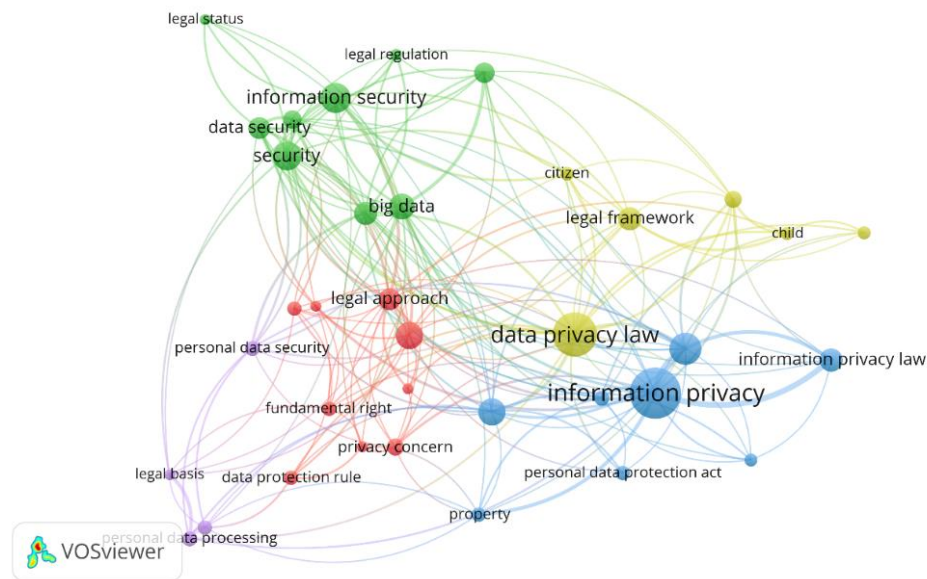 legal status
legal regulation
information security
data security
security
citizen
big data
legal framework
child
legal approach
data privacy law
personal data security
information privacy law
information privacy
fundamental right
privacy concern
legal basis
data protection rule
personal data protection act
property
personal data processing
VOSviewer